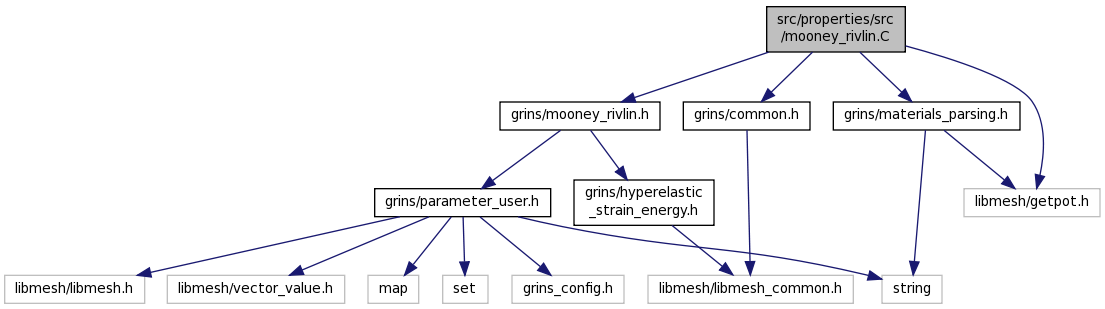 src/properties/src
/mooney_rivlin.C
grins/mooney_rivlin.h
grins/common.h
grins/materials_parsing.h
grins/parameter_user.h
grins/hyperelastic
_strain_energy.h
libmesh/getpot.h
libmesh/libmesh.h
libmesh/vector_value.h
map
set
grins_config.h
libmesh/libmesh_common.h
string